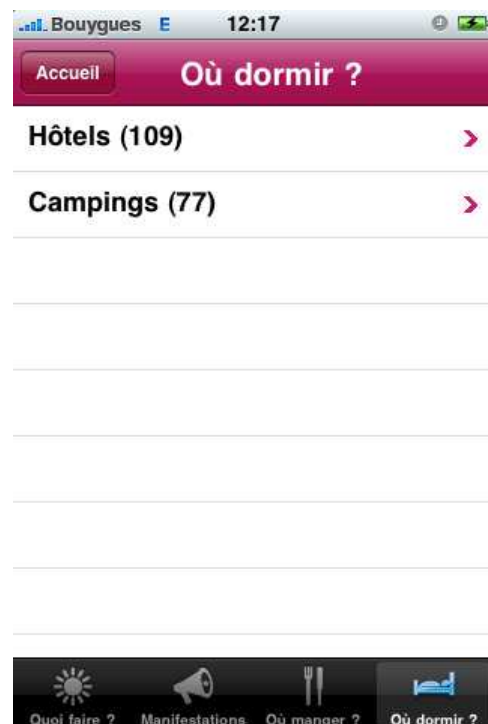 Bouygues E 12:17
Accueil Où dormir ?
Hôtels (109)
Campings (77)
Quoi faire ? Manifestations Où manger ? Où dormir ?